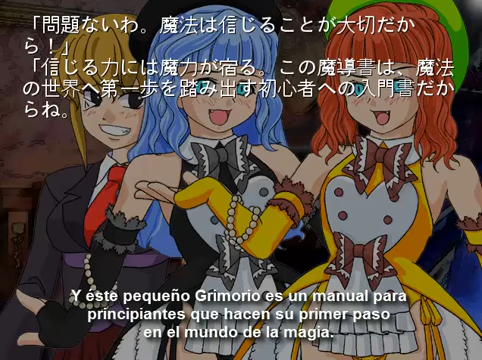 「問題ないわ。魔法は信じることが大切だか
ら！」
「信じる力には魔力が宿る。この魔導書は、魔法
の世界へ第一歩を踏み出す初心者への入門書だか
らね。
Y este pequeño Grimorio es un manual para
principiantes que hacen su primer paso
en el mundo de la magia.